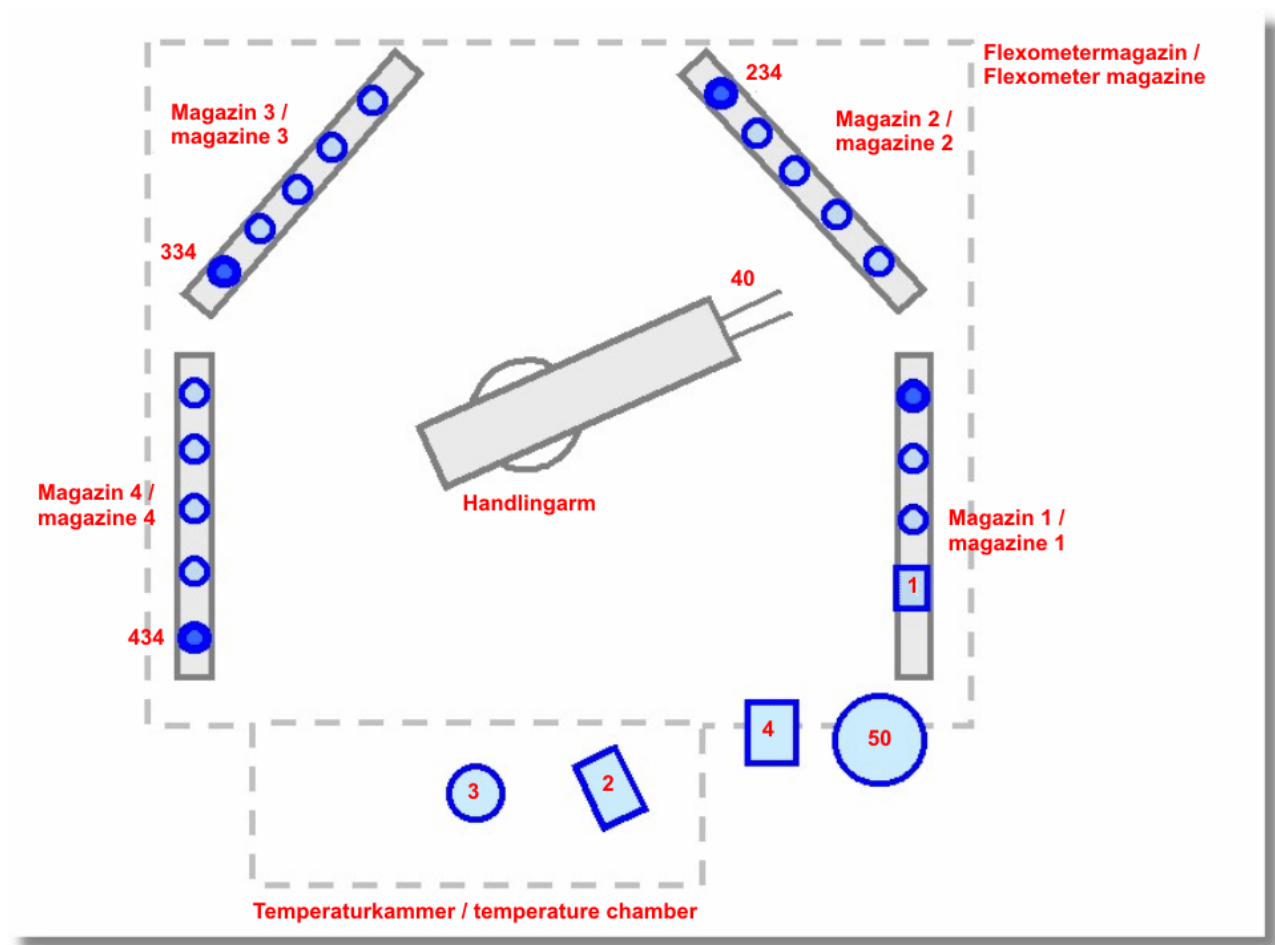 Flexometermagazin /
Flexometer magazine
234
Magazin 3 /
magazine 3
Magazin 2 /
magazine 2
334
40
Magazin 4 /
magazine 4
Handlingarm
Magazin 1 /
magazine 1
1
434
4
50
3
2
Temperaturkammer / temperature chamber